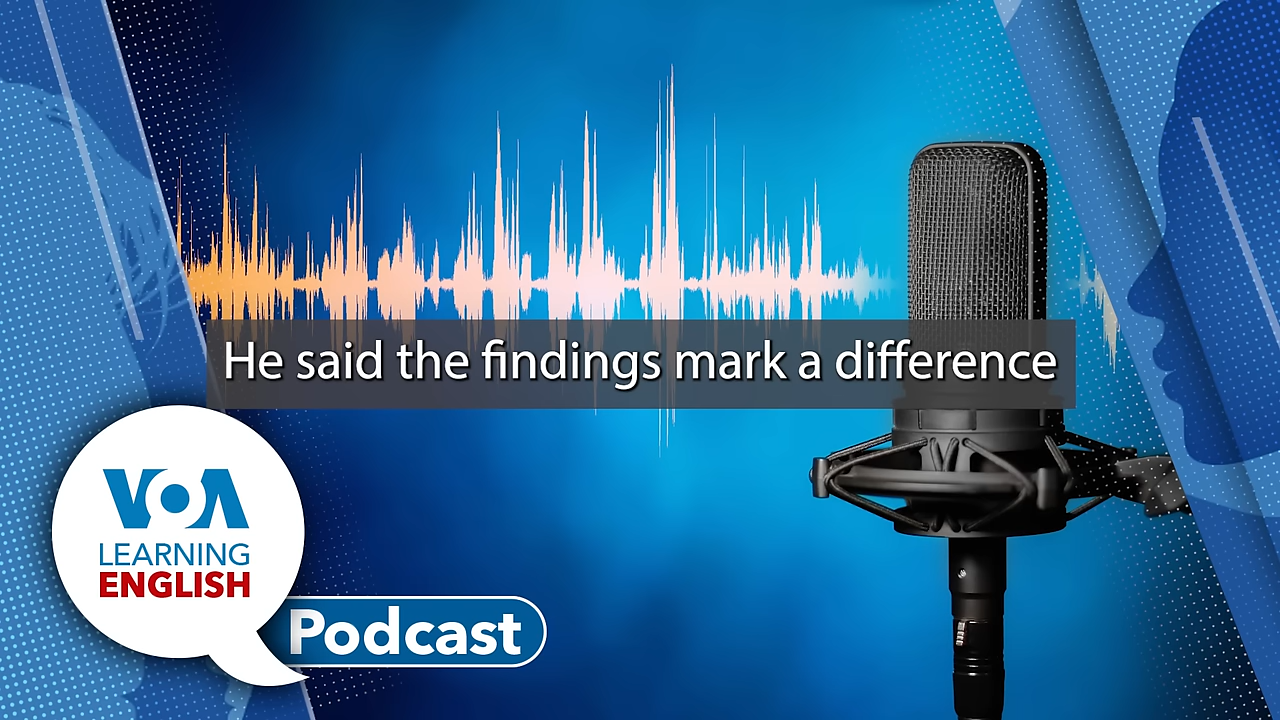 He said the findings mark a difference
VOA
LEARNING
ENGLISH
Podcast